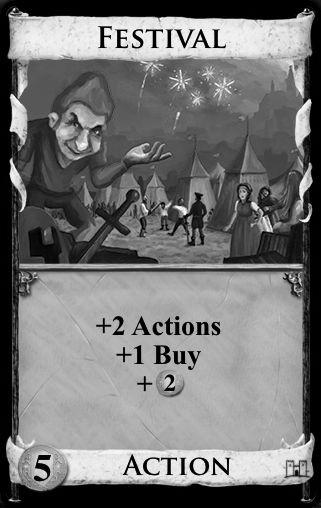 FESTIVAL
+2 Actions
+1 Buy
+ 2
5
ACTION